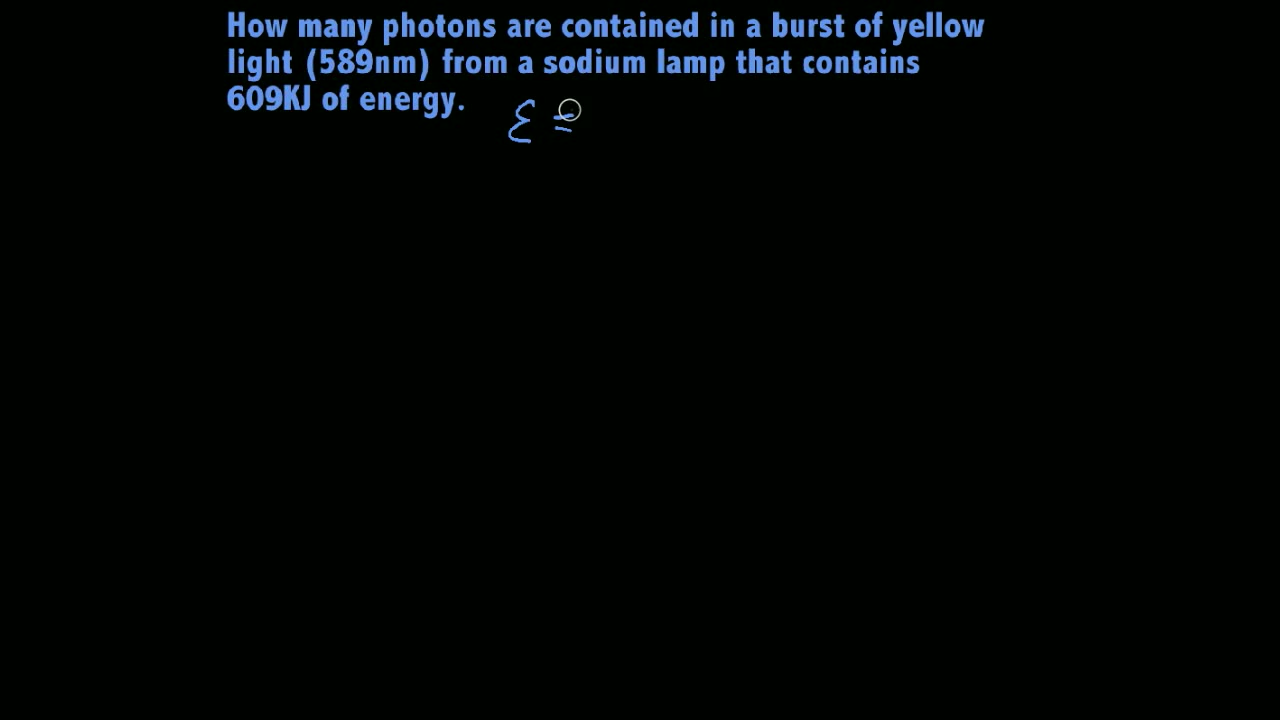 How many photons are contained in a burst of yellow
light (589nm) from a sodium lamp that contains
609KJ of energy.
E =